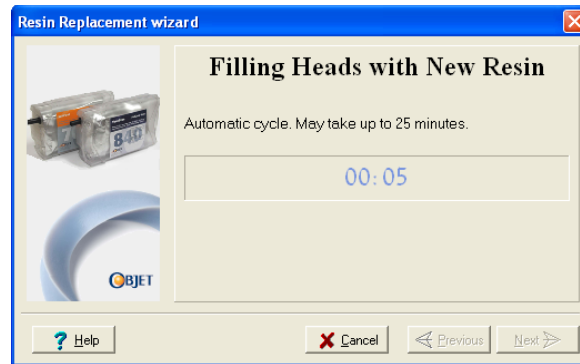 Resin Replacement wizard
Filling Heads with New Resin
Automatic cycle. May take up to 25 minutes.
00:05
840
OBJET
Help
Cancel
Previous
Next